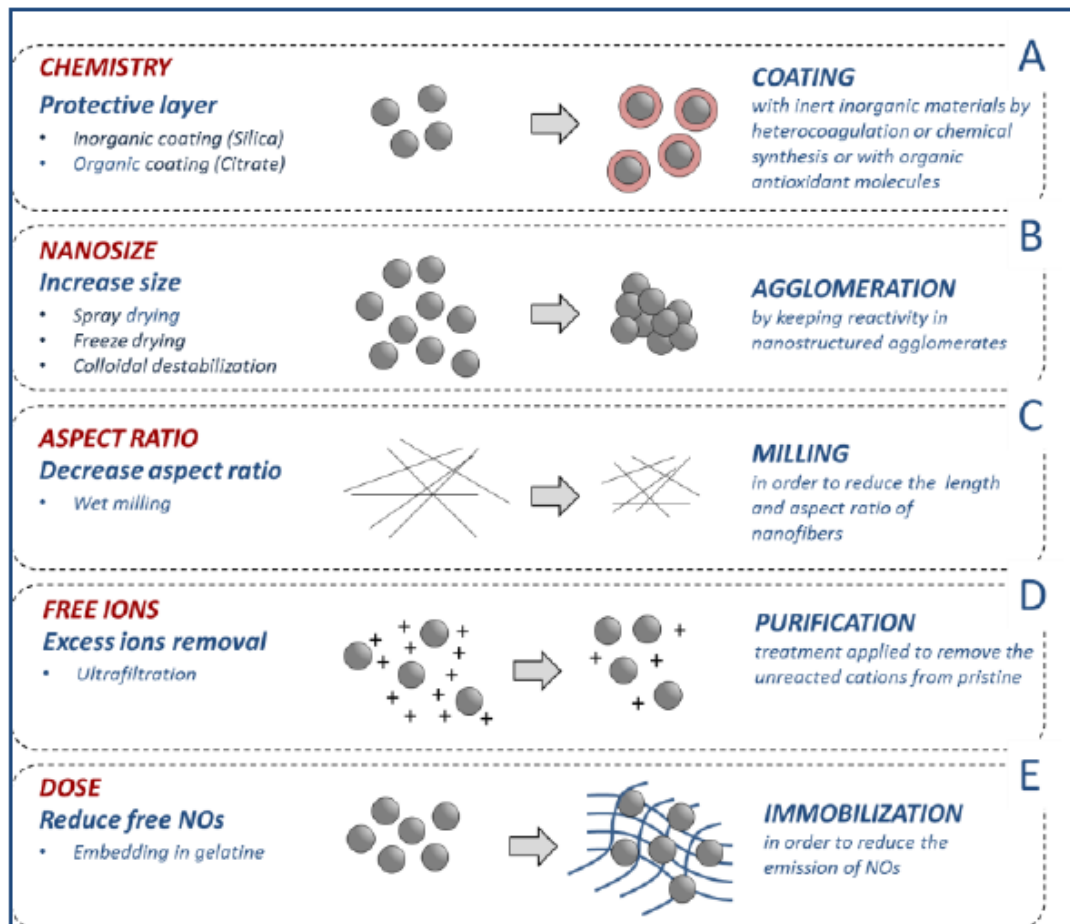 A
CHEMISTRY
Protective layer
• Inorganic coating (Silica)
• Organic coating (Citrate)
COATING
with inert inorganic materials by
heterocoagulation or chemical
synthesis or with organic
antioxidant molecules
B
NANOSIZE
Increase size
• Spray drying
• Freeze drying
• Colloidal destabilization
AGGLOMERATION
by keeping reactivity in
nanostructured agglomerates
C
ASPECT RATIO
Decrease aspect ratio
• Wet milling
MILLING
in order to reduce the length
and aspect ratio of
nanofibers
D
FREE IONS
Excess ions removal
• Ultrafiltration
PURIFICATION
treatment applied to remove the
unreacted cations from pristine
E
DOSE
Reduce free NOs
• Embedding in gelatine
IMMOBILIZATION
in order to reduce the
emission of NOs